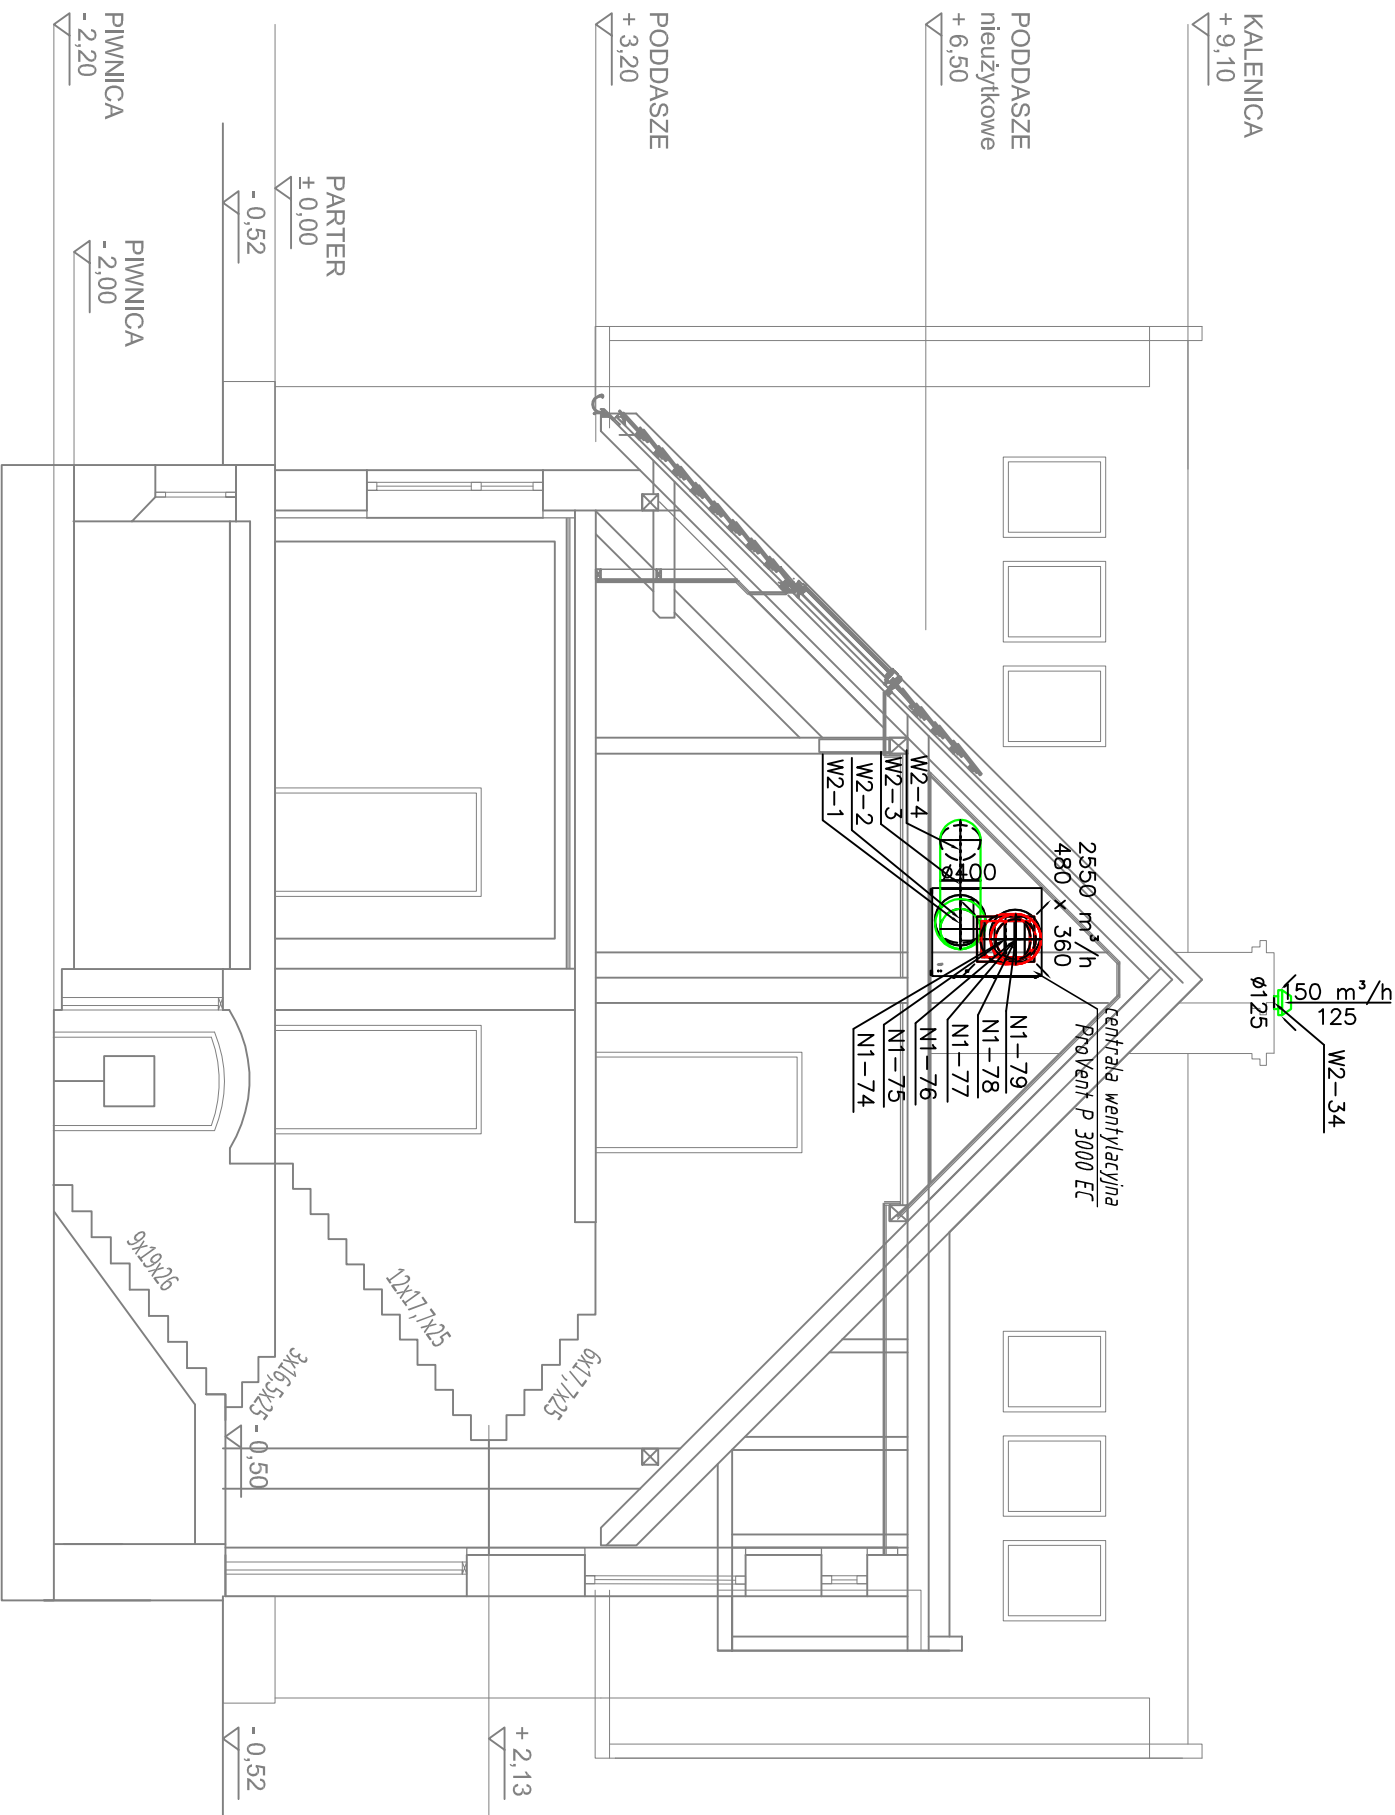 KALENICA
+ 9,10
PODDASZE
nieużytkowe
+ 6,50
PODDASZE
+ 3,20
PARTER
± 0,00
- 0,52
PIWNICA
- 2,00
PIWNICA
- 2,20
150 m³/h
125
ø125
W2-34
2550 m³/h
480 x 360
ø400
W2-4
W2-3
W2-2
W2-1
centrala wentylacyjna
ProVent P 3000 EC
N1-79
N1-78
N1-77
N1-76
N1-75
N1-74
6x17,7x25
12x17,7x25
3x16,5x25
9x19x26
- 0,50
+ 2,13
- 0,52